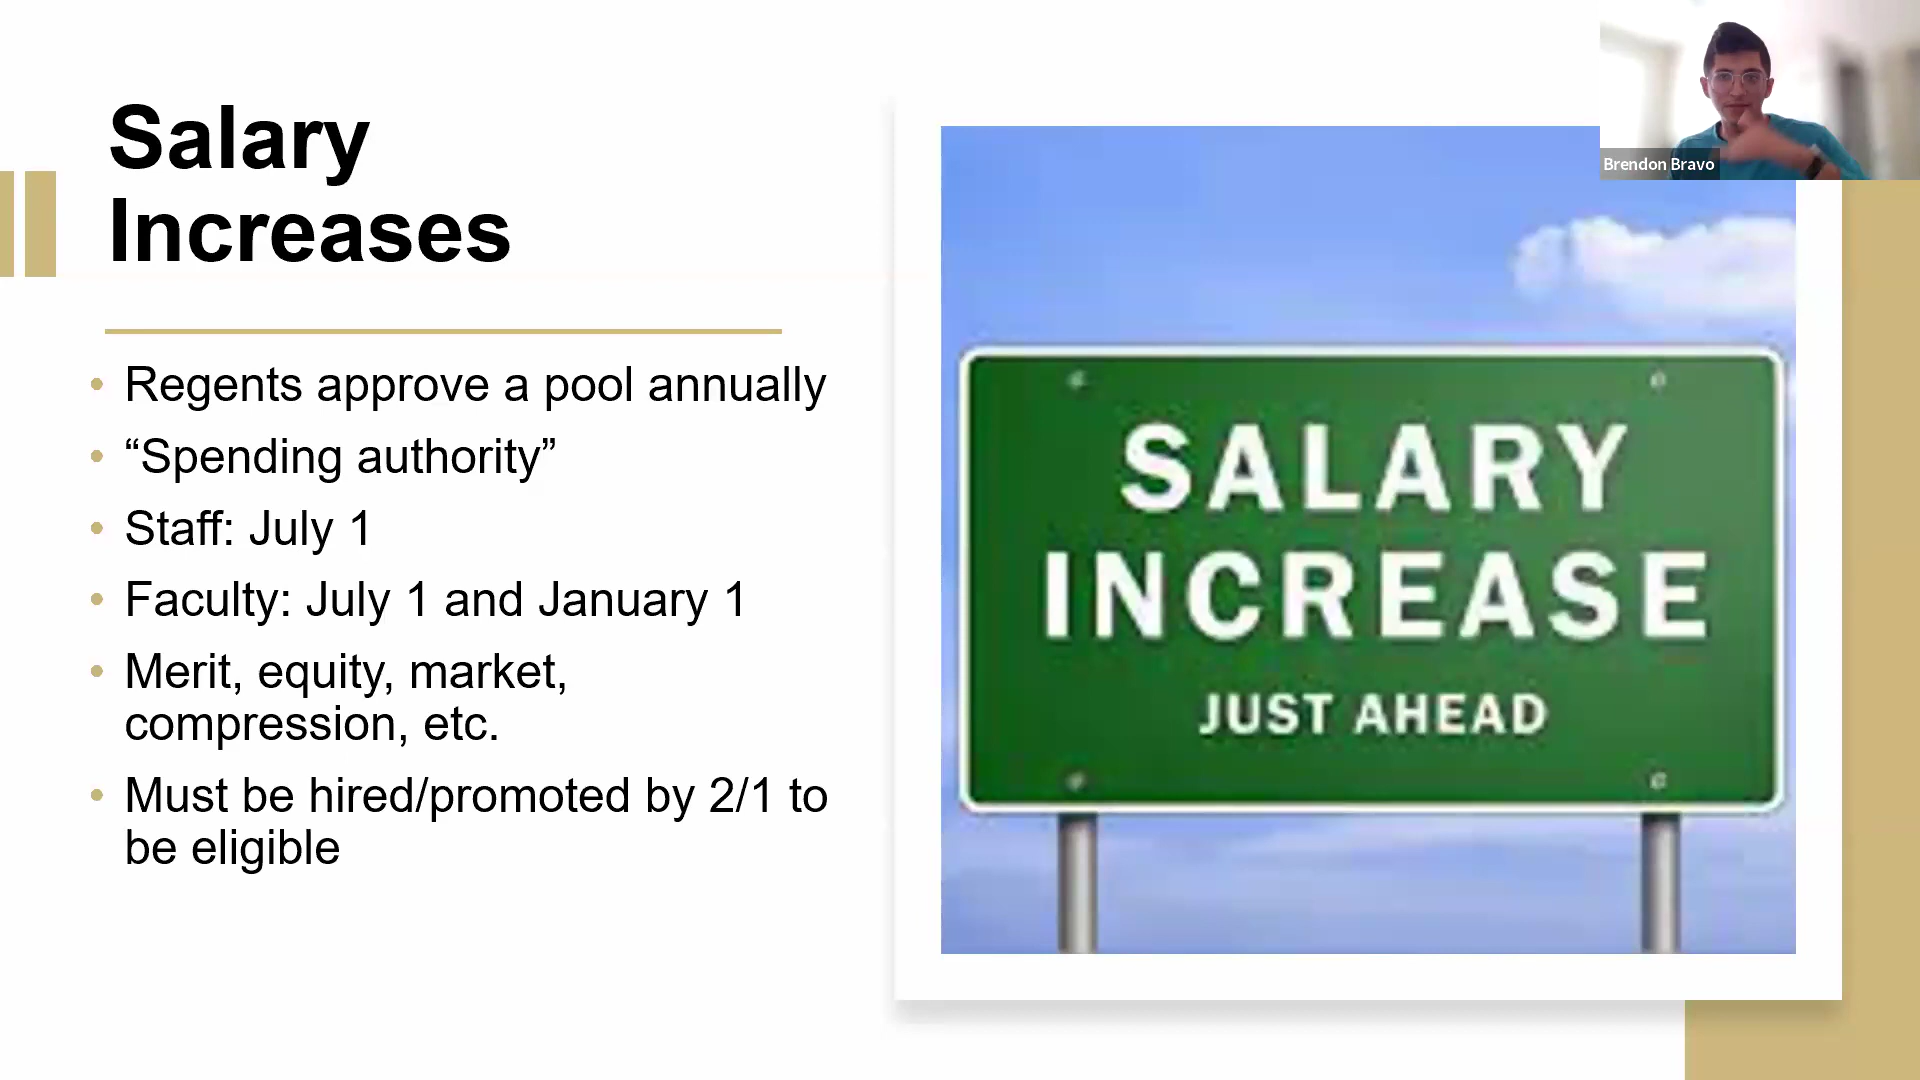 Salary
Increases
• Regents approve a pool annually
• “Spending authority”
• Staff: July 1
• Faculty: July 1 and January 1
• Merit, equity, market,
compression, etc.
• Must be hired/promoted by 2/1 to
be eligible
SALARY
INCREASE
JUST AHEAD
Brendon Bravo